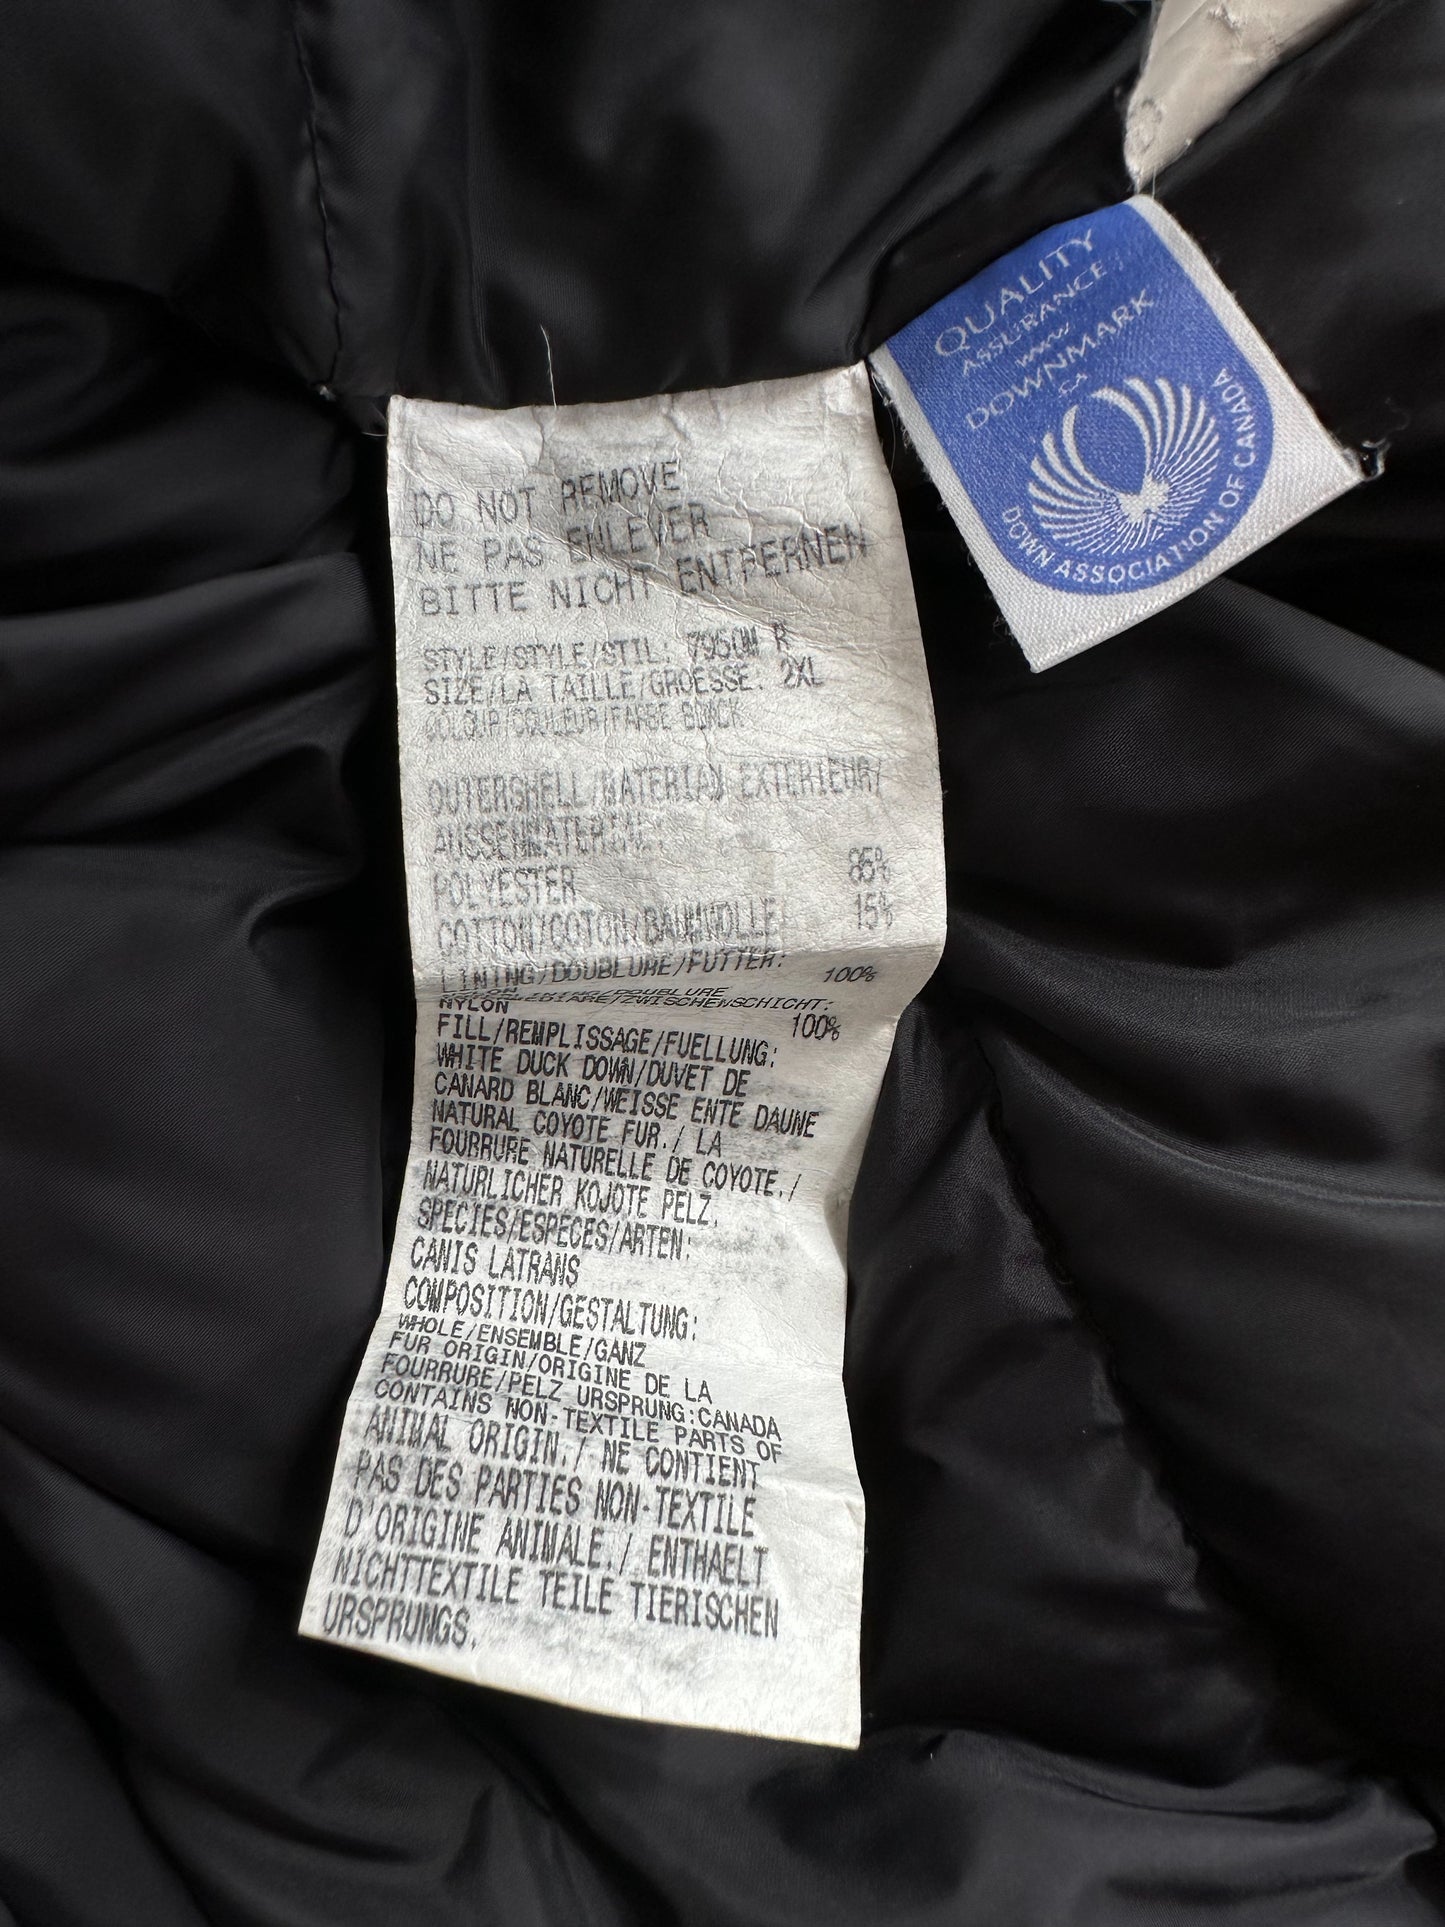 DO NOT REMOVE
NE PAS ENLEVER
BITTE NICHT ENTFERNEN
STYLE/STYLE/STIL: 7950M R
SIZE/LA TAILLE/GROESSE: 2XL
COLOUR/COULEUR/FARBE BLACK
OUTERSHELL/MATERIAU EXTERIEUR/
AUSSENMATERIAL:
POLYESTER 85%
COTTON/COTON/BAUMWOLLE 15%
LINING/DOUBLURE/FUTTER:
100%
LINING/DOUBLURE
/ZWISCHENSCHICHT:
NYLON 100%
FILL/REMPLISSAGE/FUELLUNG:
WHITE DUCK DOWN/DUVET DE
CANARD BLANC/WEISSE ENTE DAUNE
NATURAL COYOTE FUR./ LA
FOURRURE NATURELLE DE COYOTE./
NATURLICHER KOJOTE PELZ.
SPECIES/ESPECES/ARTEN:
CANIS LATRANS
COMPOSITION/GESTALTUNG:
WHOLE/ENSEMBLE/GANZ
FUR ORIGIN/ORIGINE DE LA
FOURRURE/PELZ URSPRUNG:CANADA
CONTAINS NON-TEXTILE PARTS OF
ANIMAL ORIGIN./ NE CONTIENT
PAS DES PARTIES NON-TEXTILE
D'ORIGINE ANIMALE./ ENTHAELT
NICHTTEXTILE TEILE TIERISCHEN
URSPRUNGS.
QUALITY
ASSURANCE
www
DOWNMARK
.CA
DOWN ASSOCIATION OF CANADA